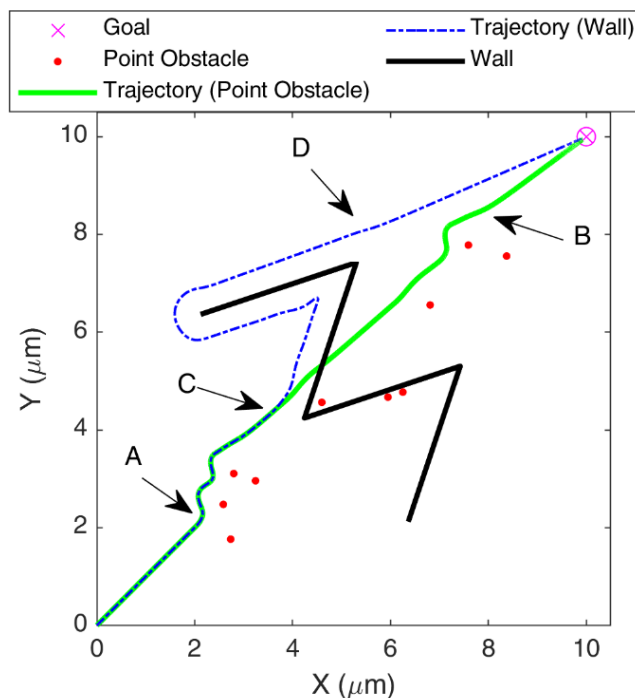 Goal
Point Obstacle
Trajectory (Point Obstacle)
Trajectory (Wall)
Wall
10
8
6
4
2
0
Y (μm)
D
B
C
A
0
2
4
6
8
10
X (μm)